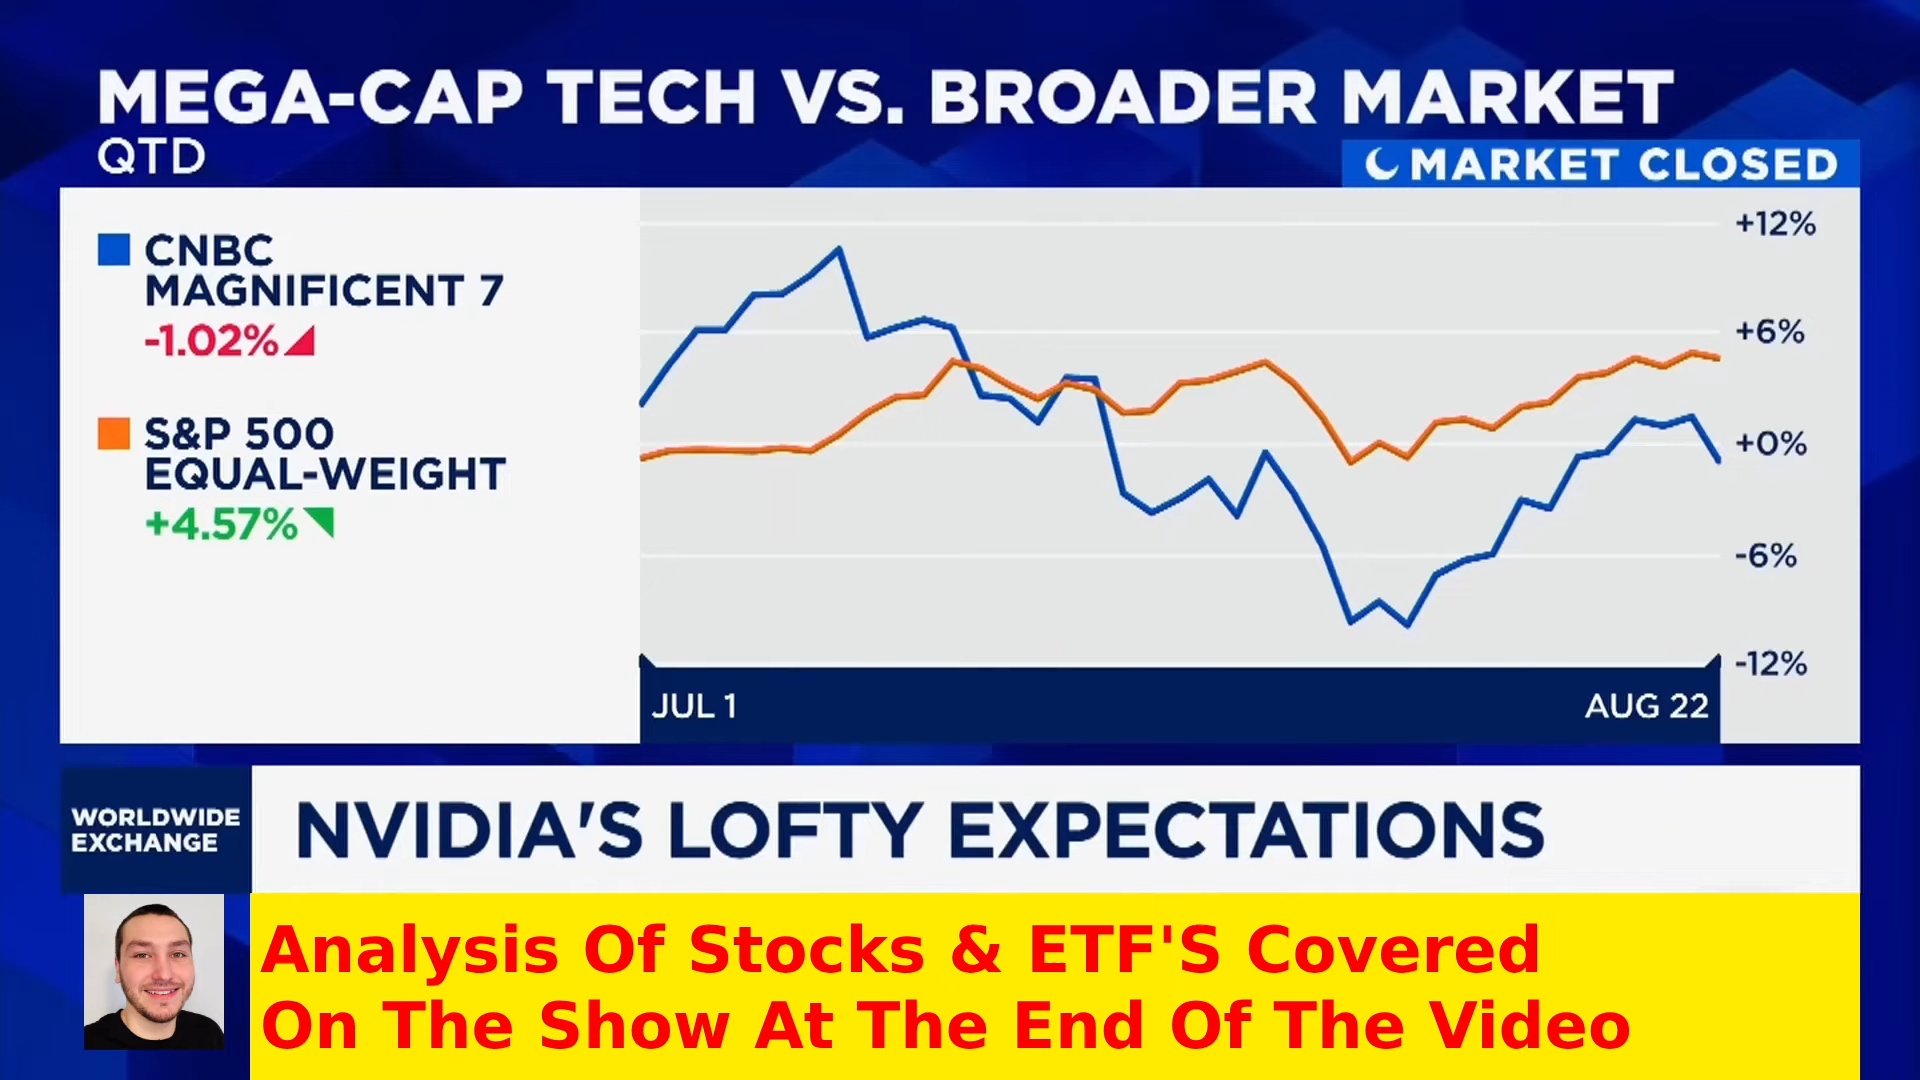 MEGA-CAP TECH VS. BROADER MARKET
QTD
MARKET CLOSED
CNBC
MAGNIFICENT 7
-1.02%
S&P 500
EQUAL-WEIGHT
+4.57%
+12%
+6%
+0%
-6%
-12%
JUL 1
AUG 22
WORLDWIDE
EXCHANGE
NVIDIA'S LOFTY EXPECTATIONS
Analysis Of Stocks & ETF'S Covered
On The Show At The End Of The Video